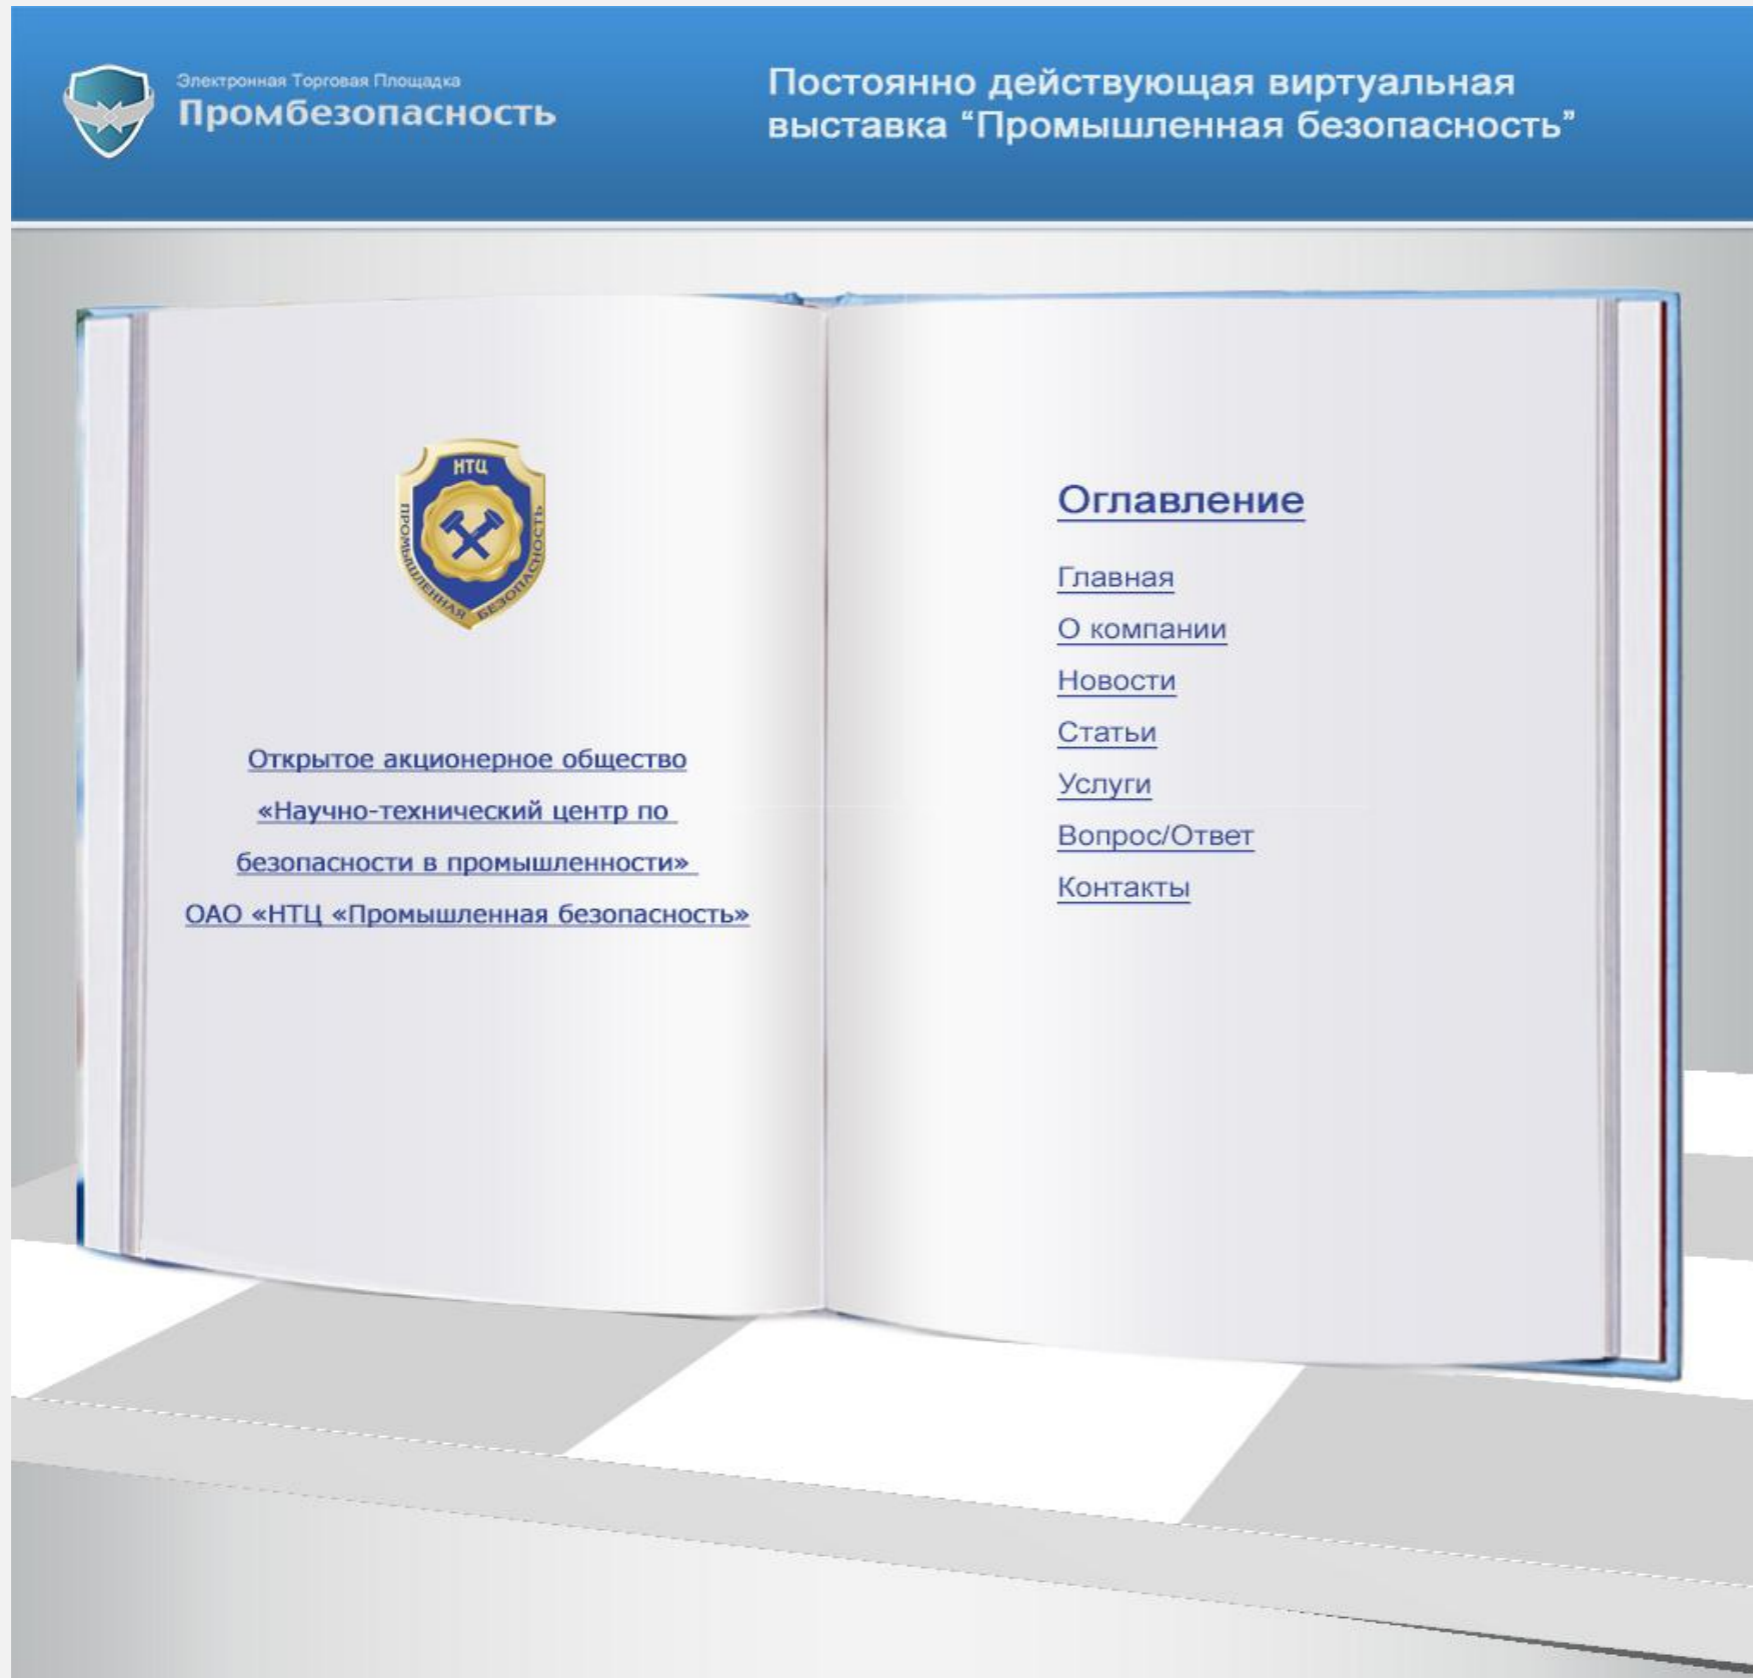 Электронная Торговая Площадка
Промбезопасность
Постоянно действующая виртуальная
выставка “Промышленная безопасность”
НТЦ
ПРОМЫШЛЕННАЯ БЕЗОПАСНОСТЬ
Открытое акционерное общество
«Научно-технический центр по
безопасности в промышленности»
ОАО «НТЦ «Промышленная безопасность»
Оглавление
Главная
О компании
Новости
Статьи
Услуги
Вопрос/Ответ
Контакты